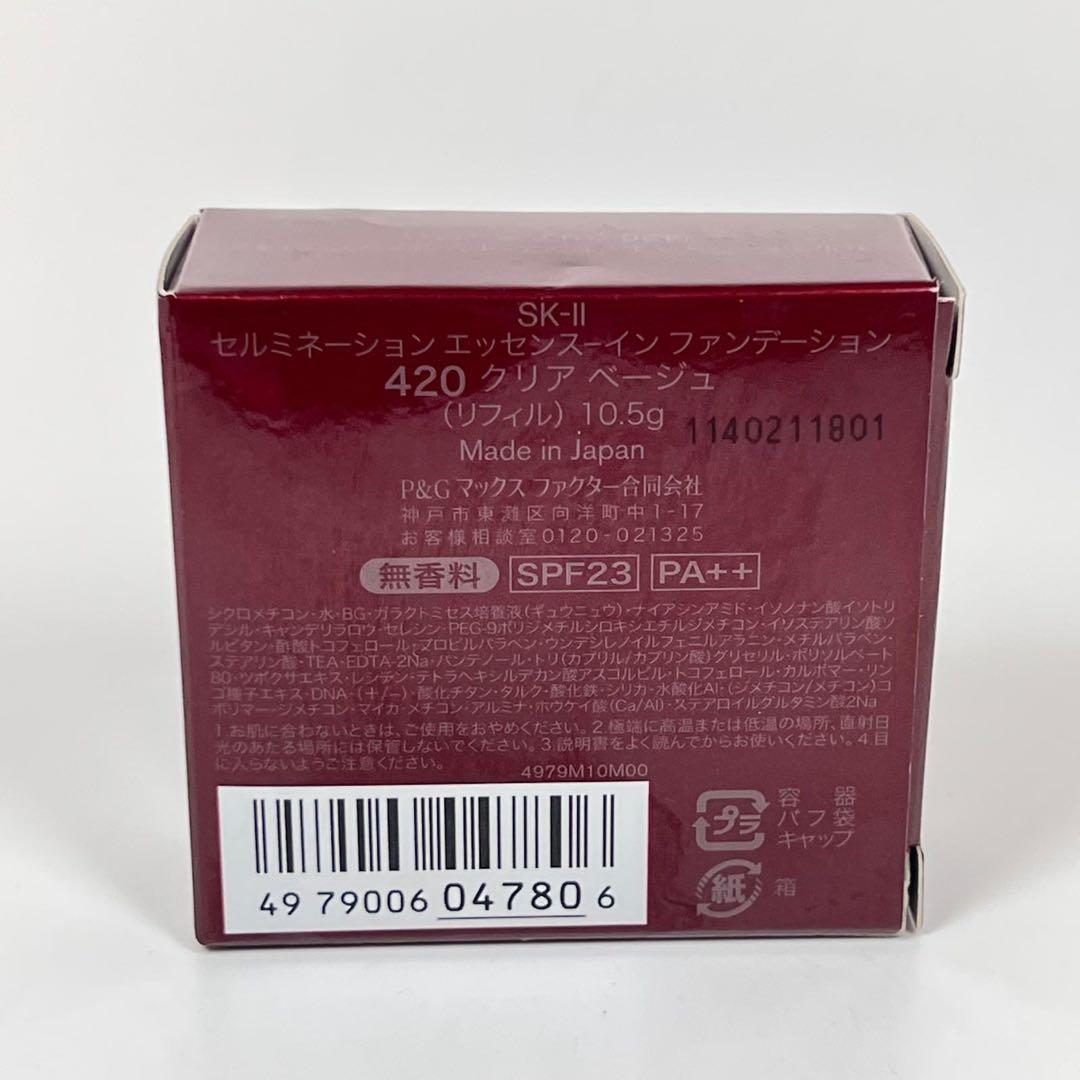 SK-II
セルミネーション エッセンス-イン ファンデーション
420 クリア ベージュ
(リフィル) 10.5g
1140211801
Made in Japan
P&G マックス ファクター合同会社
神戸市東灘区向洋町中1-17
お客様相談室0120-021325
無香料 SPF23 PA++
シクロメチコン・水・BG・ガラクトミセス培養液(ギュウニュウ)・ナイアシンアミド・イソノナン酸イソトリ
デシル・キャンデリラロウ・セレシン・PEG-9ポリジメチルシロキシエチルジメチコン・イソステアリン酸ソ
ルビタン・酢酸トコフェロール・プロピルパラベン・ウンデシレノイルフェニルアラニン・メチルパラベン・
ステアリン酸・TEA・EDTA-2Na・パンテノール・トリ(カプリル/カプリン酸)グリセリル・ポリソルベート
80・ツボクサエキス・レシチン・テトラヘキシルデカン酸アスコルビル・トコフェロール・カルボマー・リン
ゴ種子エキス・DNA・(+/-)酸化チタン・タルク・酸化鉄・シリカ・水酸化Al・(ジメチコン/メチコン)コ
ポリマー・ジメチコン・マイカ・メチコン・アルミナ・ホウケイ酸(Ca/Al)・ステアロイルグルタミン酸2Na
1.お肌に合わないときは、ご使用をおやめください。2.極端に高温または低温の場所、直射日
光のあたる場所には保管しないでください。3.説明書をよく読んでからお使いください。4.目
に入らないようご注意ください。
4979M10M00
49 79006 04780 6
プラ
容器
パフ袋
キャップ
紙
箱